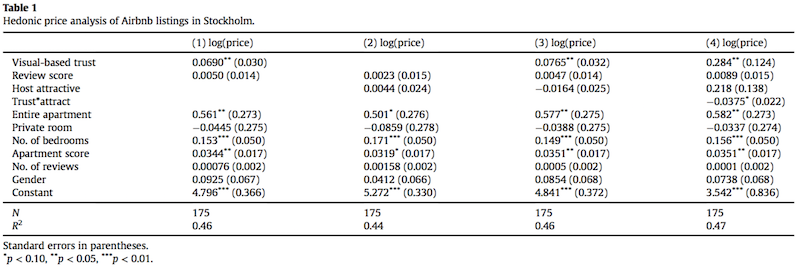 Table 1
Hedonic price analysis of Airbnb listings in Stockholm.
(1) log(price) (2) log(price) (3) log(price) (4) log(price)
Visual-based trust 0.0690** (0.030) 0.0765** (0.032) 0.284** (0.124)
Review score 0.0050 (0.014) 0.0023 (0.015) 0.0047 (0.014) 0.0089 (0.015)
Host attractive 0.0044 (0.024) −0.0164 (0.025) 0.218 (0.138)
Trust*attract −0.0375* (0.022)
Entire apartment 0.561** (0.273) 0.501* (0.276) 0.577** (0.275) 0.582** (0.273)
Private room −0.0445 (0.275) −0.0859 (0.278) −0.0388 (0.275) −0.0337 (0.274)
No. of bedrooms 0.153*** (0.050) 0.171*** (0.050) 0.149*** (0.050) 0.156*** (0.050)
Apartment score 0.0344** (0.017) 0.0319* (0.017) 0.0351** (0.017) 0.0351** (0.017)
No. of reviews 0.00076 (0.002) 0.00158 (0.002) 0.0005 (0.002) 0.0001 (0.002)
Gender 0.0925 (0.067) 0.0412 (0.066) 0.0854 (0.068) 0.0738 (0.068)
Constant 4.796*** (0.366) 5.272*** (0.330) 4.841*** (0.372) 3.542*** (0.836)
N 175 175 175 175
R² 0.46 0.44 0.46 0.47
Standard errors in parentheses.
*p < 0.10, **p < 0.05, ***p < 0.01.